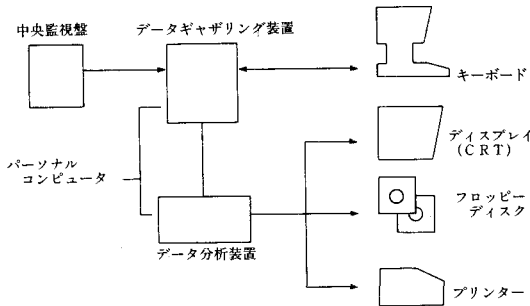 中央監視盤
データギャザリング装置
キーボード
ディスプレイ
(CRT)
パーソナル
コンピュータ
フロッピー
ディスク
データ分析装置
プリンター